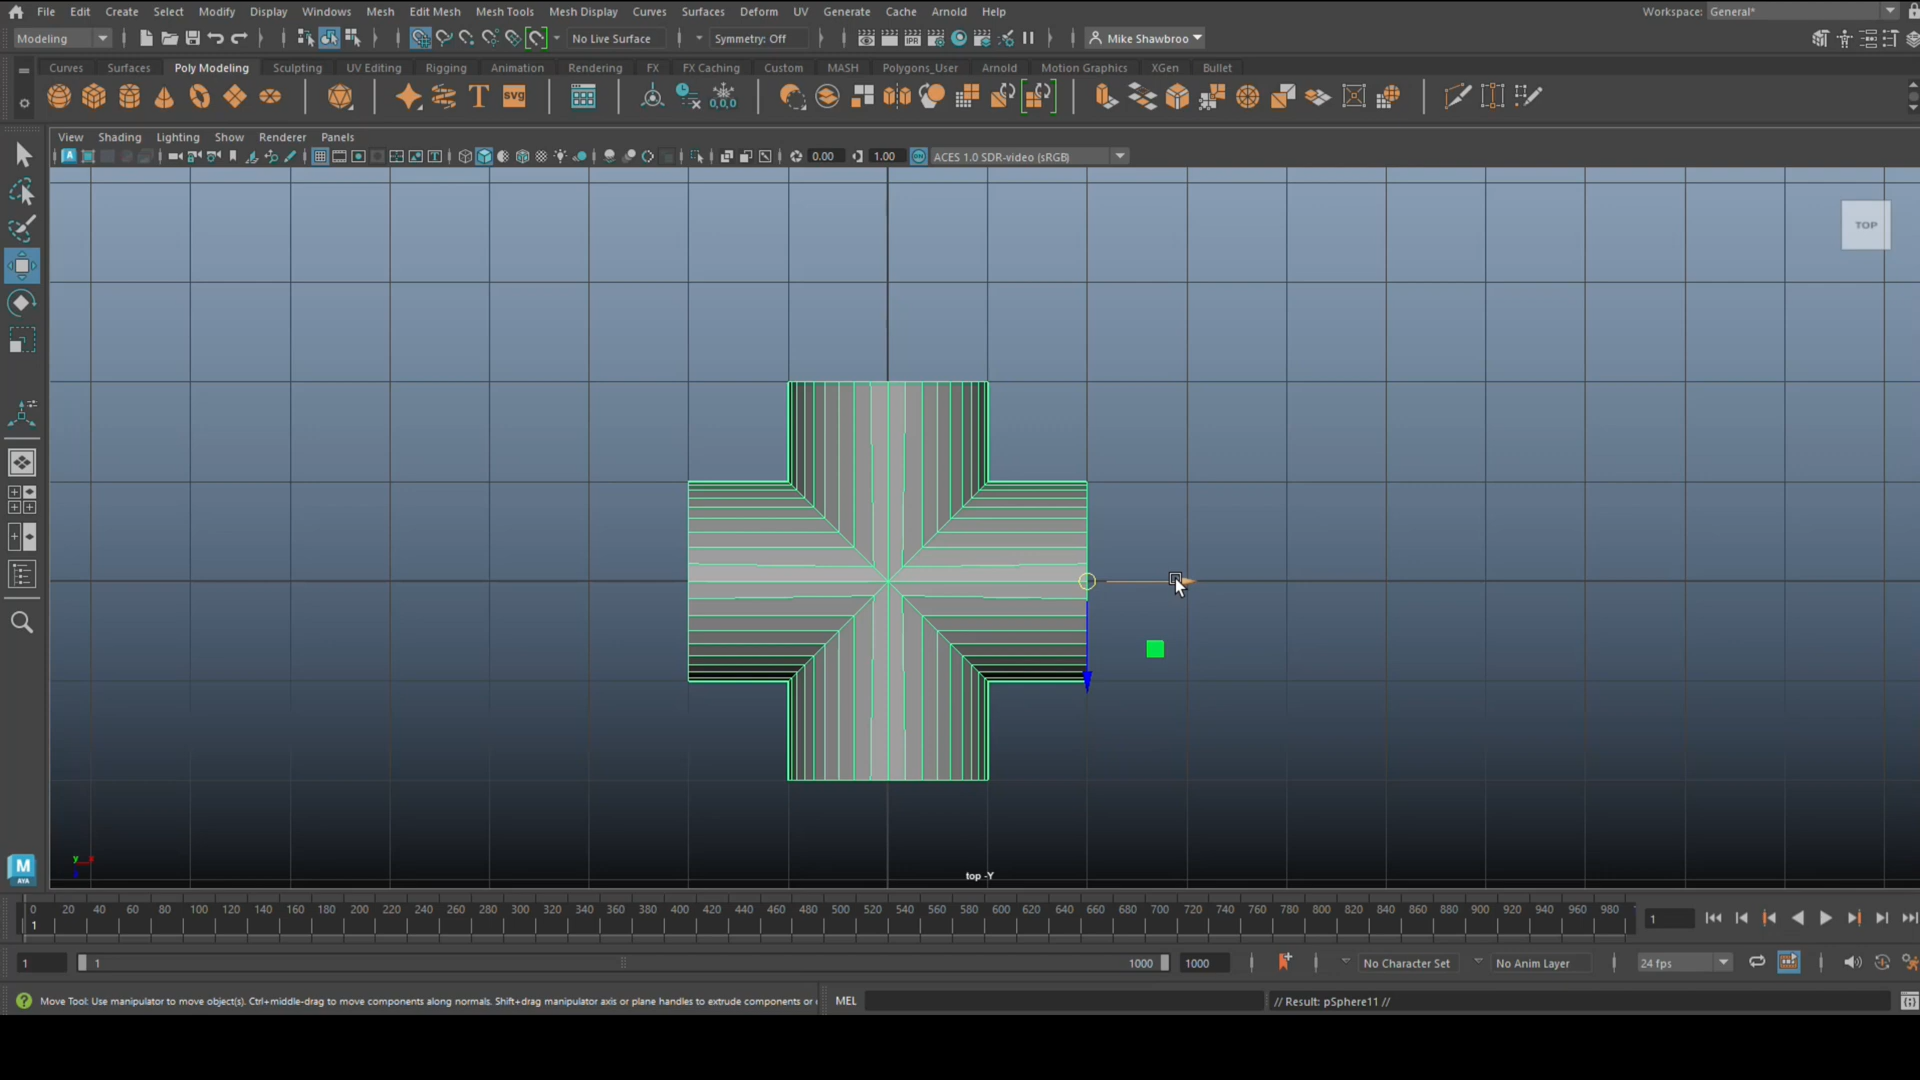 File Edit Create Select Modify Display Windows Mesh Edit Mesh Mesh Tools Mesh Display Curves Surfaces Deform UV Generate Cache Arnold Help Workspace: General*
Modeling No Live Surface Symmetry: Off Mike Shawbroo
Curves Surfaces Poly Modeling Sculpting UV Editing Rigging Animation Rendering FX FX Caching Custom MASH Polygons_User Arnold Motion Graphics XGen Bullet
T svg 0,0,0
View Shading Lighting Show Renderer Panels
0.00 1.00 ACES 1.0 SDR-video (sRGB)
TOP
y
top -Y
M
AYA
0 20 40 60 80 100 120 140 160 180 200 220 240 260 280 300 320 340 360 380 400 420 440 460 480 500 520 540 560 580 600 620 640 660 680 700 720 740 760 780 800 820 840 860 880 900 920 940 960 980
1 1
1 1 1000 1000 No Character Set No Anim Layer 24 fps
Move Tool: Use manipulator to move object(s). Ctrl+middle-drag to move components along normals. Shift+drag manipulator axis or plane handles to extrude components or MEL // Result: pSphere11 //